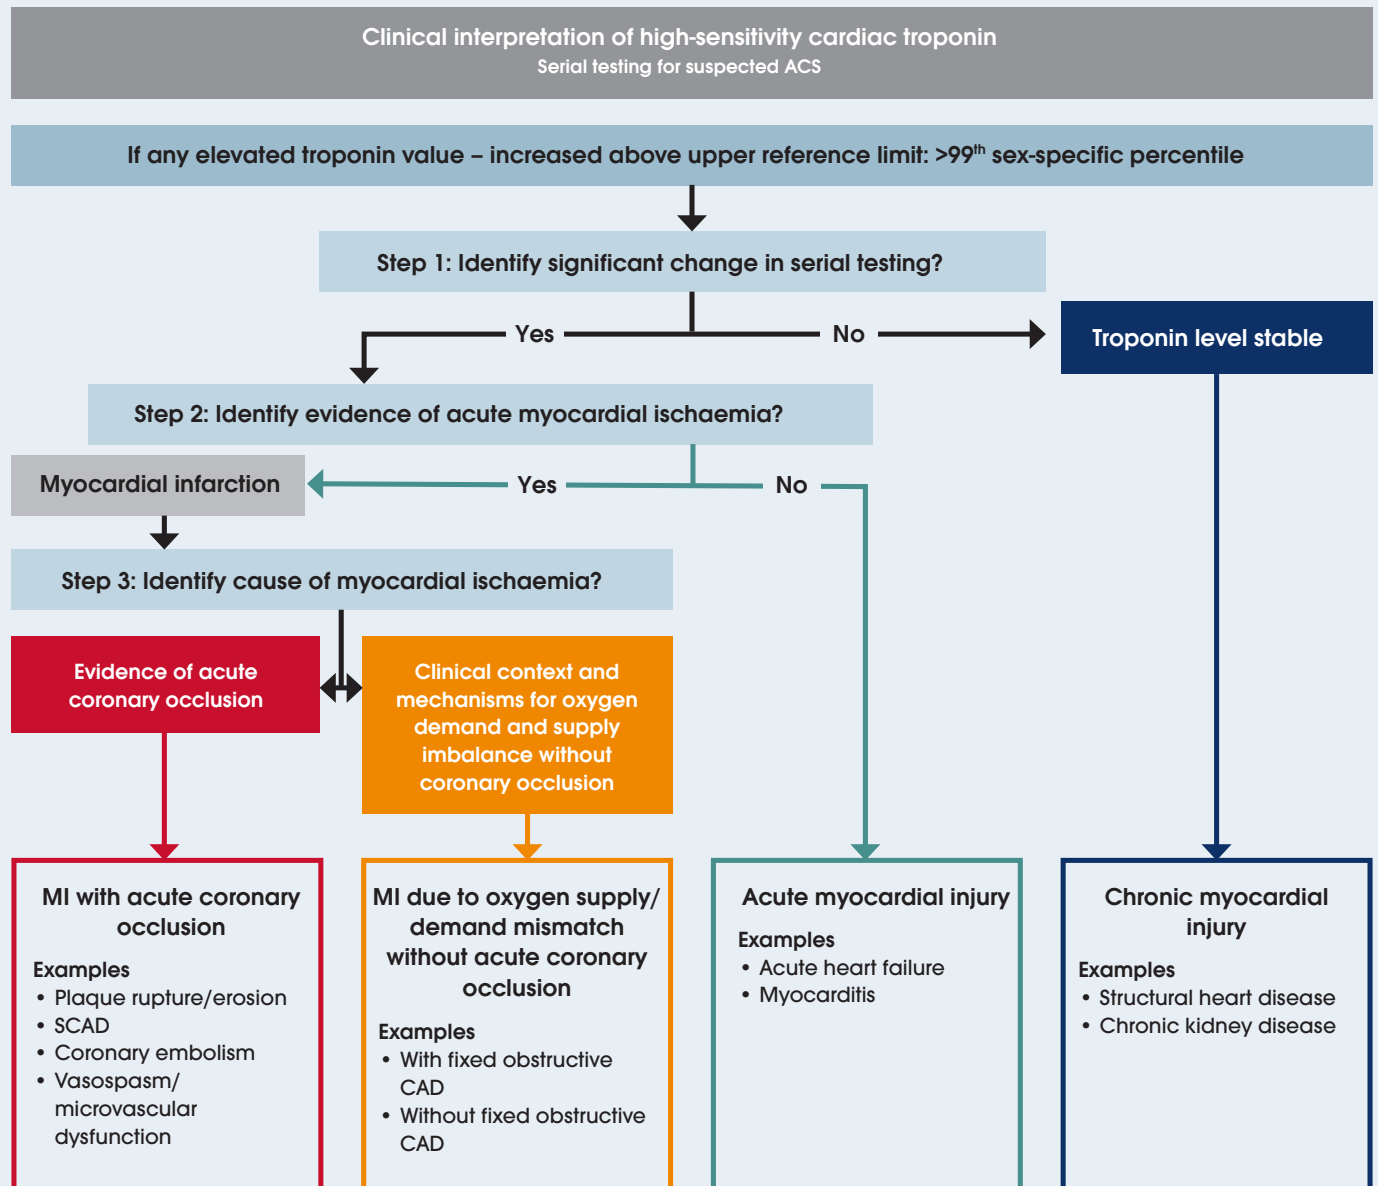 Clinical interpretation of high-sensitivity cardiac troponin
Serial testing for suspected ACS
If any elevated troponin value – increased above upper reference limit: >99th sex-specific percentile
Step 1: Identify significant change in serial testing?
Yes
No
Troponin level stable
Step 2: Identify evidence of acute myocardial ischaemia?
Myocardial infarction
Yes
No
Step 3: Identify cause of myocardial ischaemia?
Evidence of acute
coronary occlusion
Clinical context and
mechanisms for oxygen
demand and supply
imbalance without
coronary occlusion
MI with acute coronary
occlusion
Examples
• Plaque rupture/erosion
• SCAD
• Coronary embolism
• Vasospasm/
microvascular
dysfunction
MI due to oxygen supply/
demand mismatch
without acute coronary
occlusion
Examples
• With fixed obstructive
CAD
• Without fixed obstructive
CAD
Acute myocardial injury
Examples
• Acute heart failure
• Myocarditis
Chronic myocardial
injury
Examples
• Structural heart disease
• Chronic kidney disease